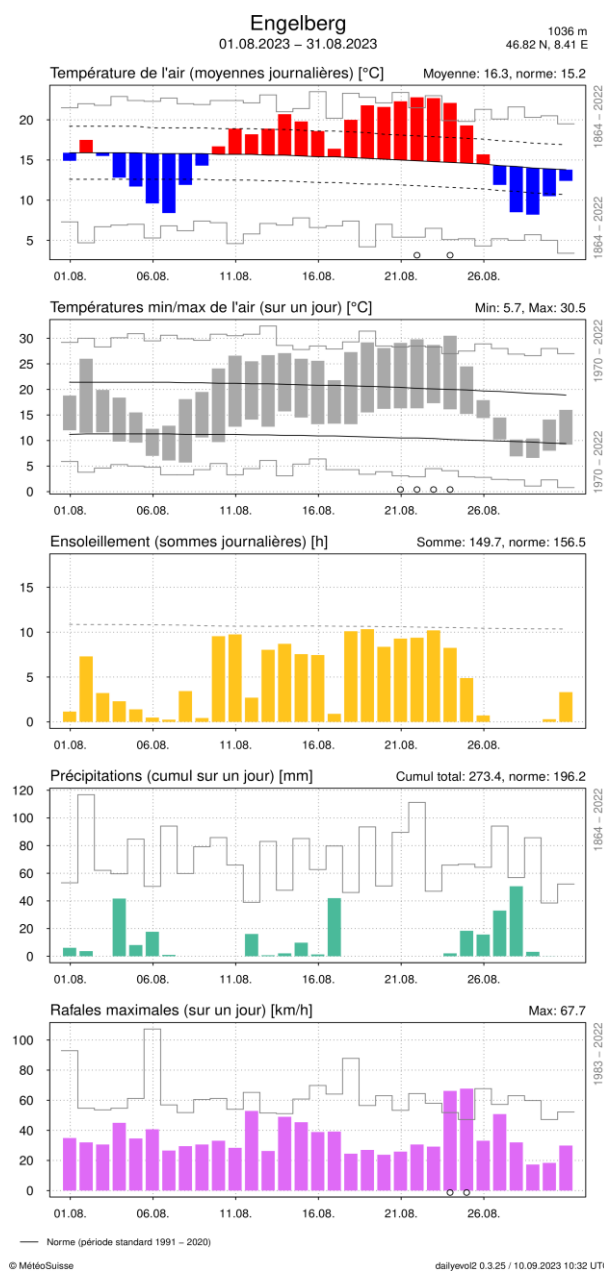 Engelberg
01.08.2023 – 31.08.2023
1036 m
46.82 N, 8.41 E
Température de l'air (moyennes journalières) [°C]
Moyenne: 16.3, norme: 15.2
20
15
10
5
1864 – 2022
1864 – 2022
01.08.
06.08.
11.08.
16.08.
21.08.
26.08.
Températures min/max de l'air (sur un jour) [°C]
Min: 5.7, Max: 30.5
30
25
20
15
10
5
0
1970 – 2022
1970 – 2022
01.08.
06.08.
11.08.
16.08.
21.08.
26.08.
Ensoleillement (sommes journalières) [h]
Somme: 149.7, norme: 156.5
15
10
5
0
01.08.
06.08.
11.08.
16.08.
21.08.
26.08.
Précipitations (cumul sur un jour) [mm]
Cumul total: 273.4, norme: 196.2
120
100
80
60
40
20
0
1864 – 2022
01.08.
06.08.
11.08.
16.08.
21.08.
26.08.
Rafales maximales (sur un jour) [km/h]
Max: 67.7
100
80
60
40
20
0
1983 – 2022
01.08.
06.08.
11.08.
16.08.
21.08.
26.08.
Norme (période standard 1991 – 2020)
© MétéoSuisse
dailyevol2 0.3.25 / 10.09.2023 10:32 UTC